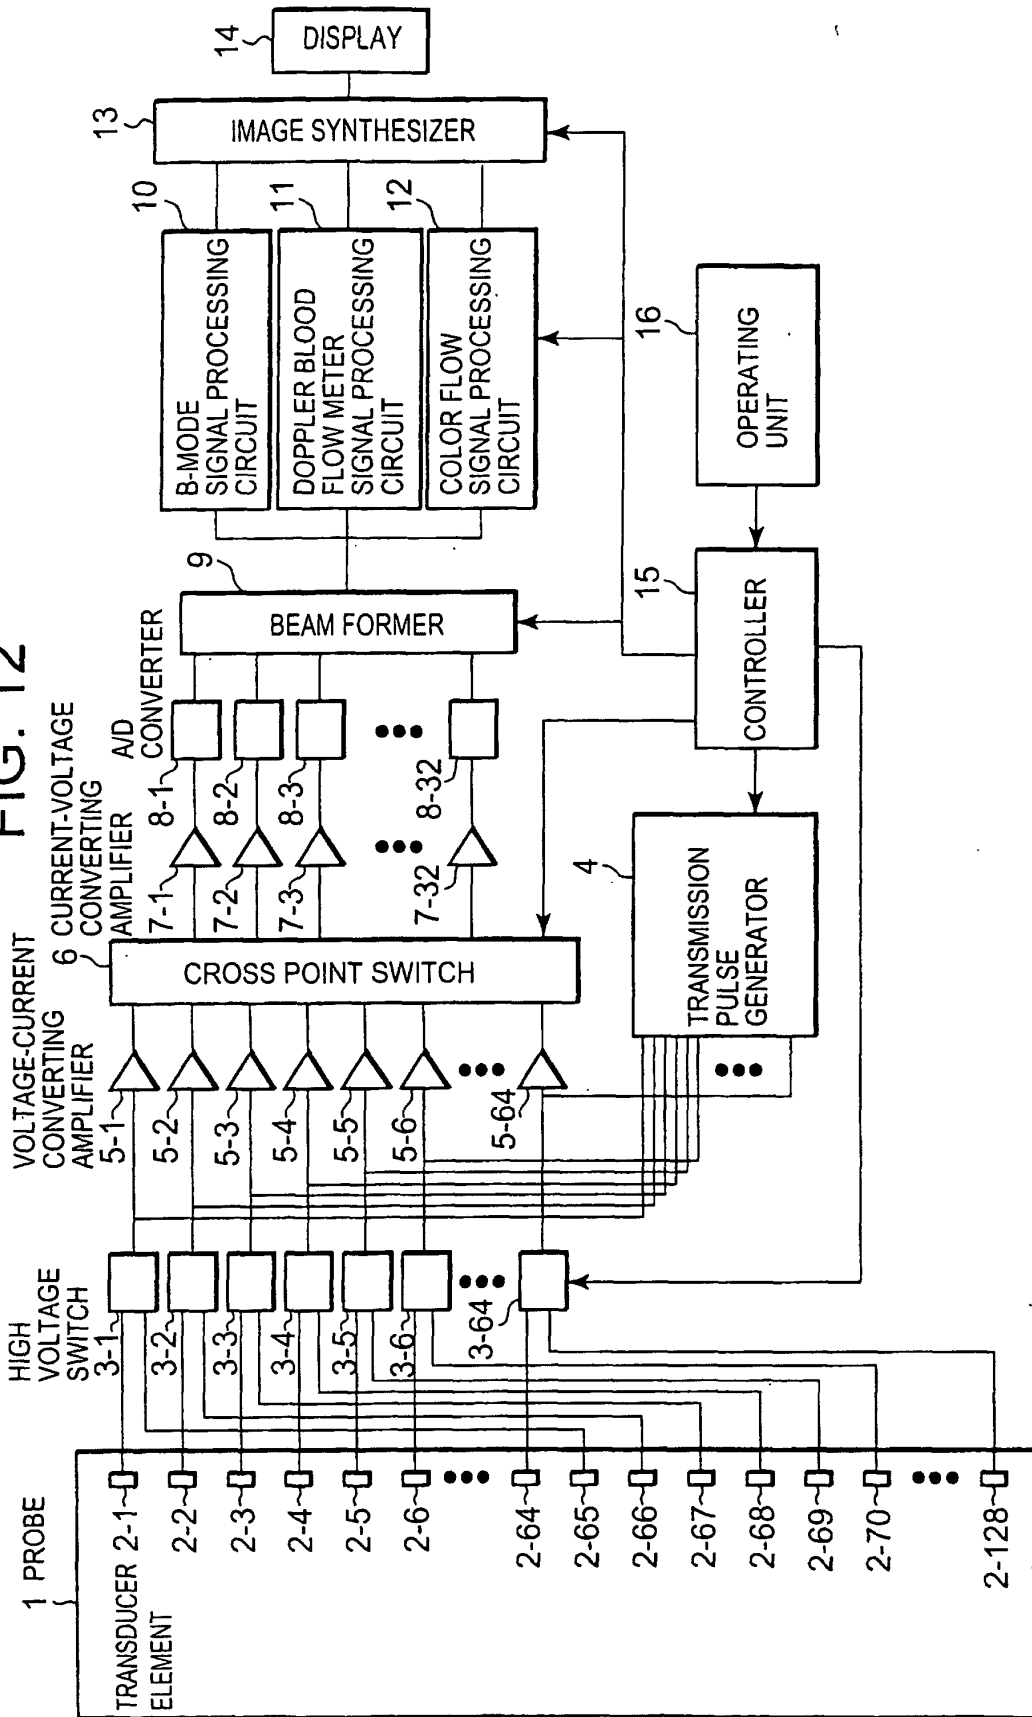 FIG. 12
1 PROBE
TRANSDUCER
ELEMENT
2-1
2-2
2-3
2-4
2-5
2-6
2-64
2-65
2-66
2-67
2-68
2-69
2-70
2-128
HIGH
VOLTAGE
SWITCH
3-1
3-2
3-3
3-4
3-5
3-6
3-64
VOLTAGE-CURRENT
CONVERTING
AMPLIFIER
5-1
5-2
5-3
5-4
5-5
5-6
5-64
6
CROSS POINT SWITCH
CURRENT-VOLTAGE
CONVERTING
AMPLIFIER
7-1
7-2
7-3
7-32
A/D
CONVERTER
8-1
8-2
8-3
8-32
9
BEAM FORMER
10
B-MODE
SIGNAL PROCESSING
CIRCUIT
11
DOPPLER BLOOD
FLOW METER
SIGNAL PROCESSING
CIRCUIT
12
COLOR FLOW
SIGNAL PROCESSING
CIRCUIT
13
IMAGE SYNTHESIZER
14
DISPLAY
4
TRANSMISSION
PULSE
GENERATOR
15
CONTROLLER
16
OPERATING
UNIT